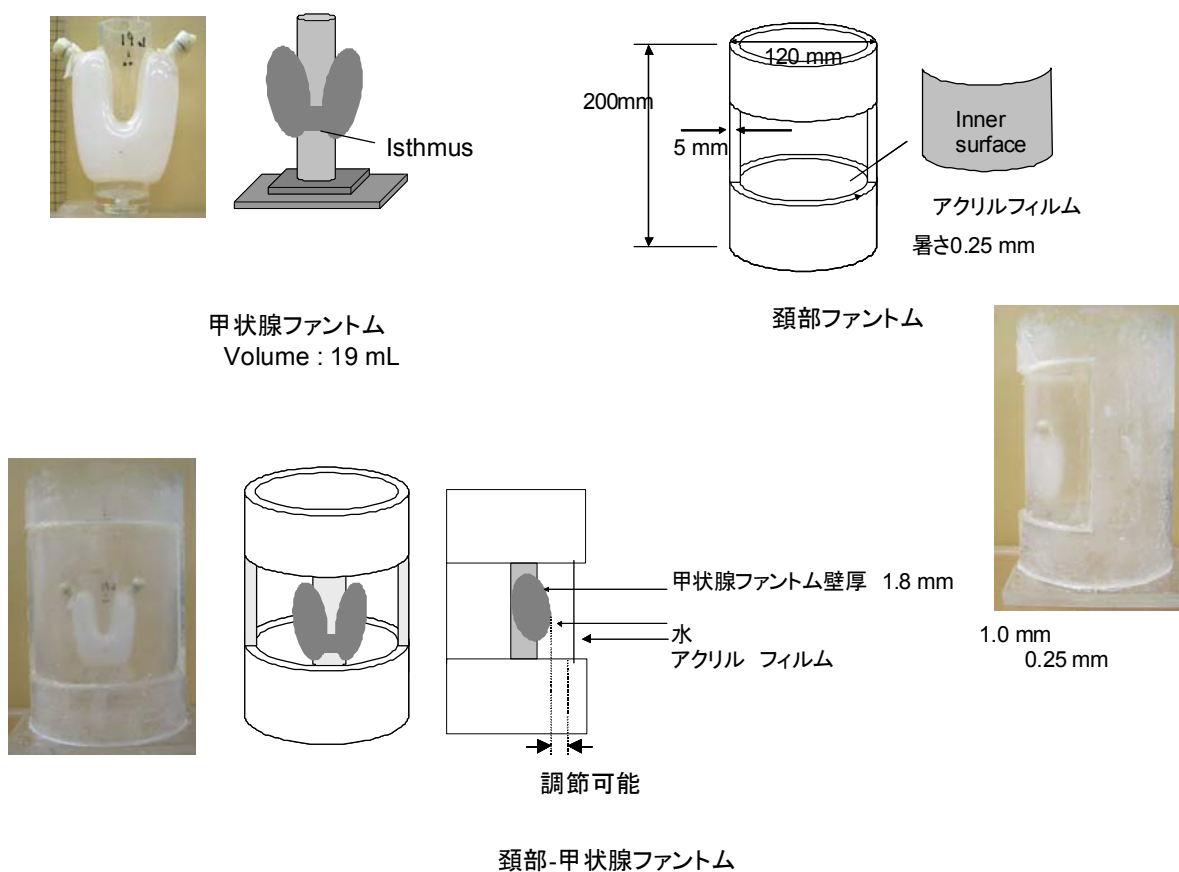 Isthmus
甲状腺ファントム
Volume : 19 mL
120 mm
200mm
5 mm
Inner
surface
アクリルフィルム
暑さ0.25 mm
頚部ファントム
甲状腺ファントム壁厚 1.8 mm
水
アクリル フィルム
1.0 mm
0.25 mm
調節可能
頚部-甲状腺ファントム